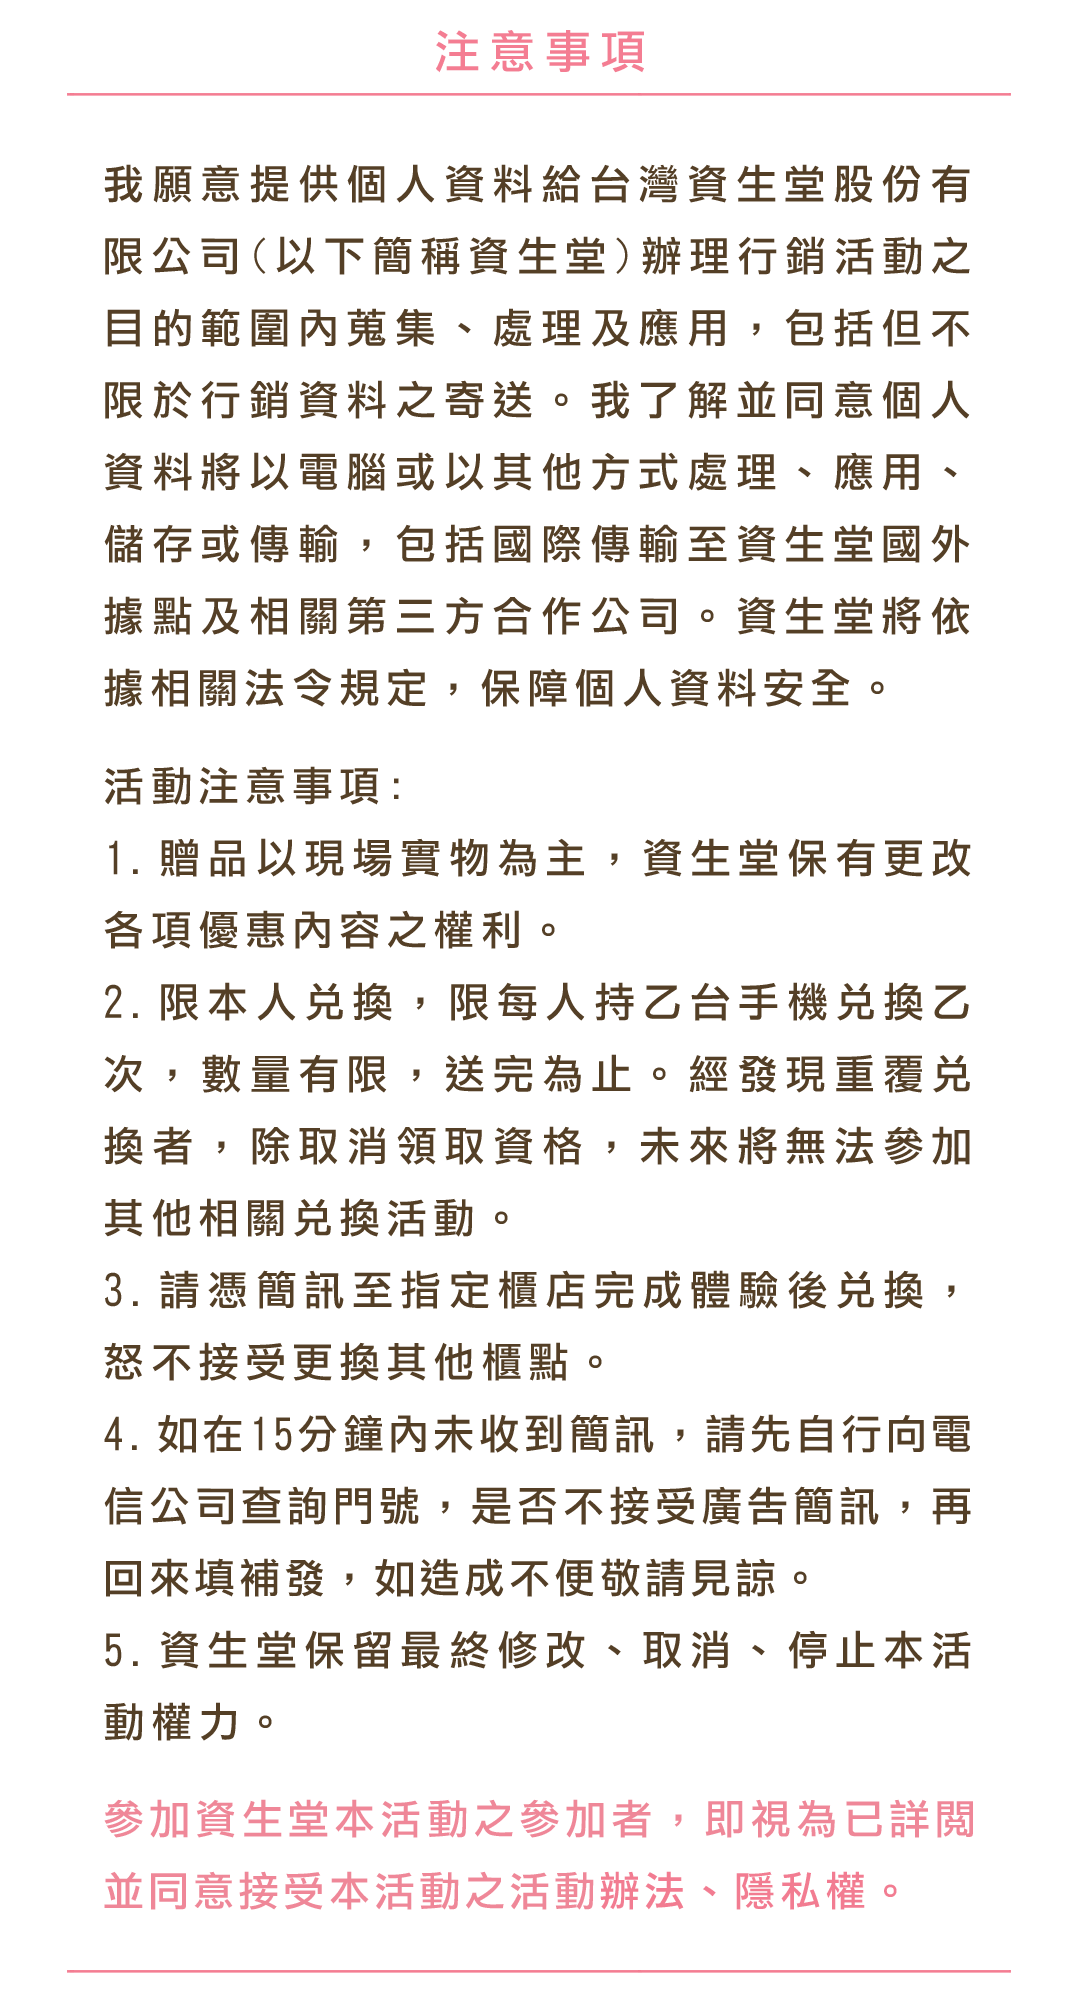 注意事項
我願意提供個人資料給台灣資生堂股份有
限公司(以下簡稱資生堂)辦理行銷活動之
目的範圍內蒐集、處理及應用，包括但不
限於行銷資料之寄送。我了解並同意個人
資料將以電腦或以其他方式處理、應用、
儲存或傳輸，包括國際傳輸至資生堂國外
據點及相關第三方合作公司。資生堂將依
據相關法令規定，保障個人資料安全。
活動注意事項:
1. 贈品以現場實物為主，資生堂保有更改
各項優惠內容之權利。
2. 限本人兌換，限每人持乙台手機兌換乙
次，數量有限，送完為止。經發現重覆兌
換者，除取消領取資格，未來將無法參加
其他相關兌換活動。
3. 請憑簡訊至指定櫃店完成體驗後兌換，
怒不接受更換其他櫃點。
4. 如在15分鐘內未收到簡訊，請先自行向電
信公司查詢門號，是否不接受廣告簡訊，再
回來填補發，如造成不便敬請見諒。
5. 資生堂保留最終修改、取消、停止本活
動權力。
參加資生堂本活動之參加者，即視為已詳閱
並同意接受本活動之活動辦法、隱私權。